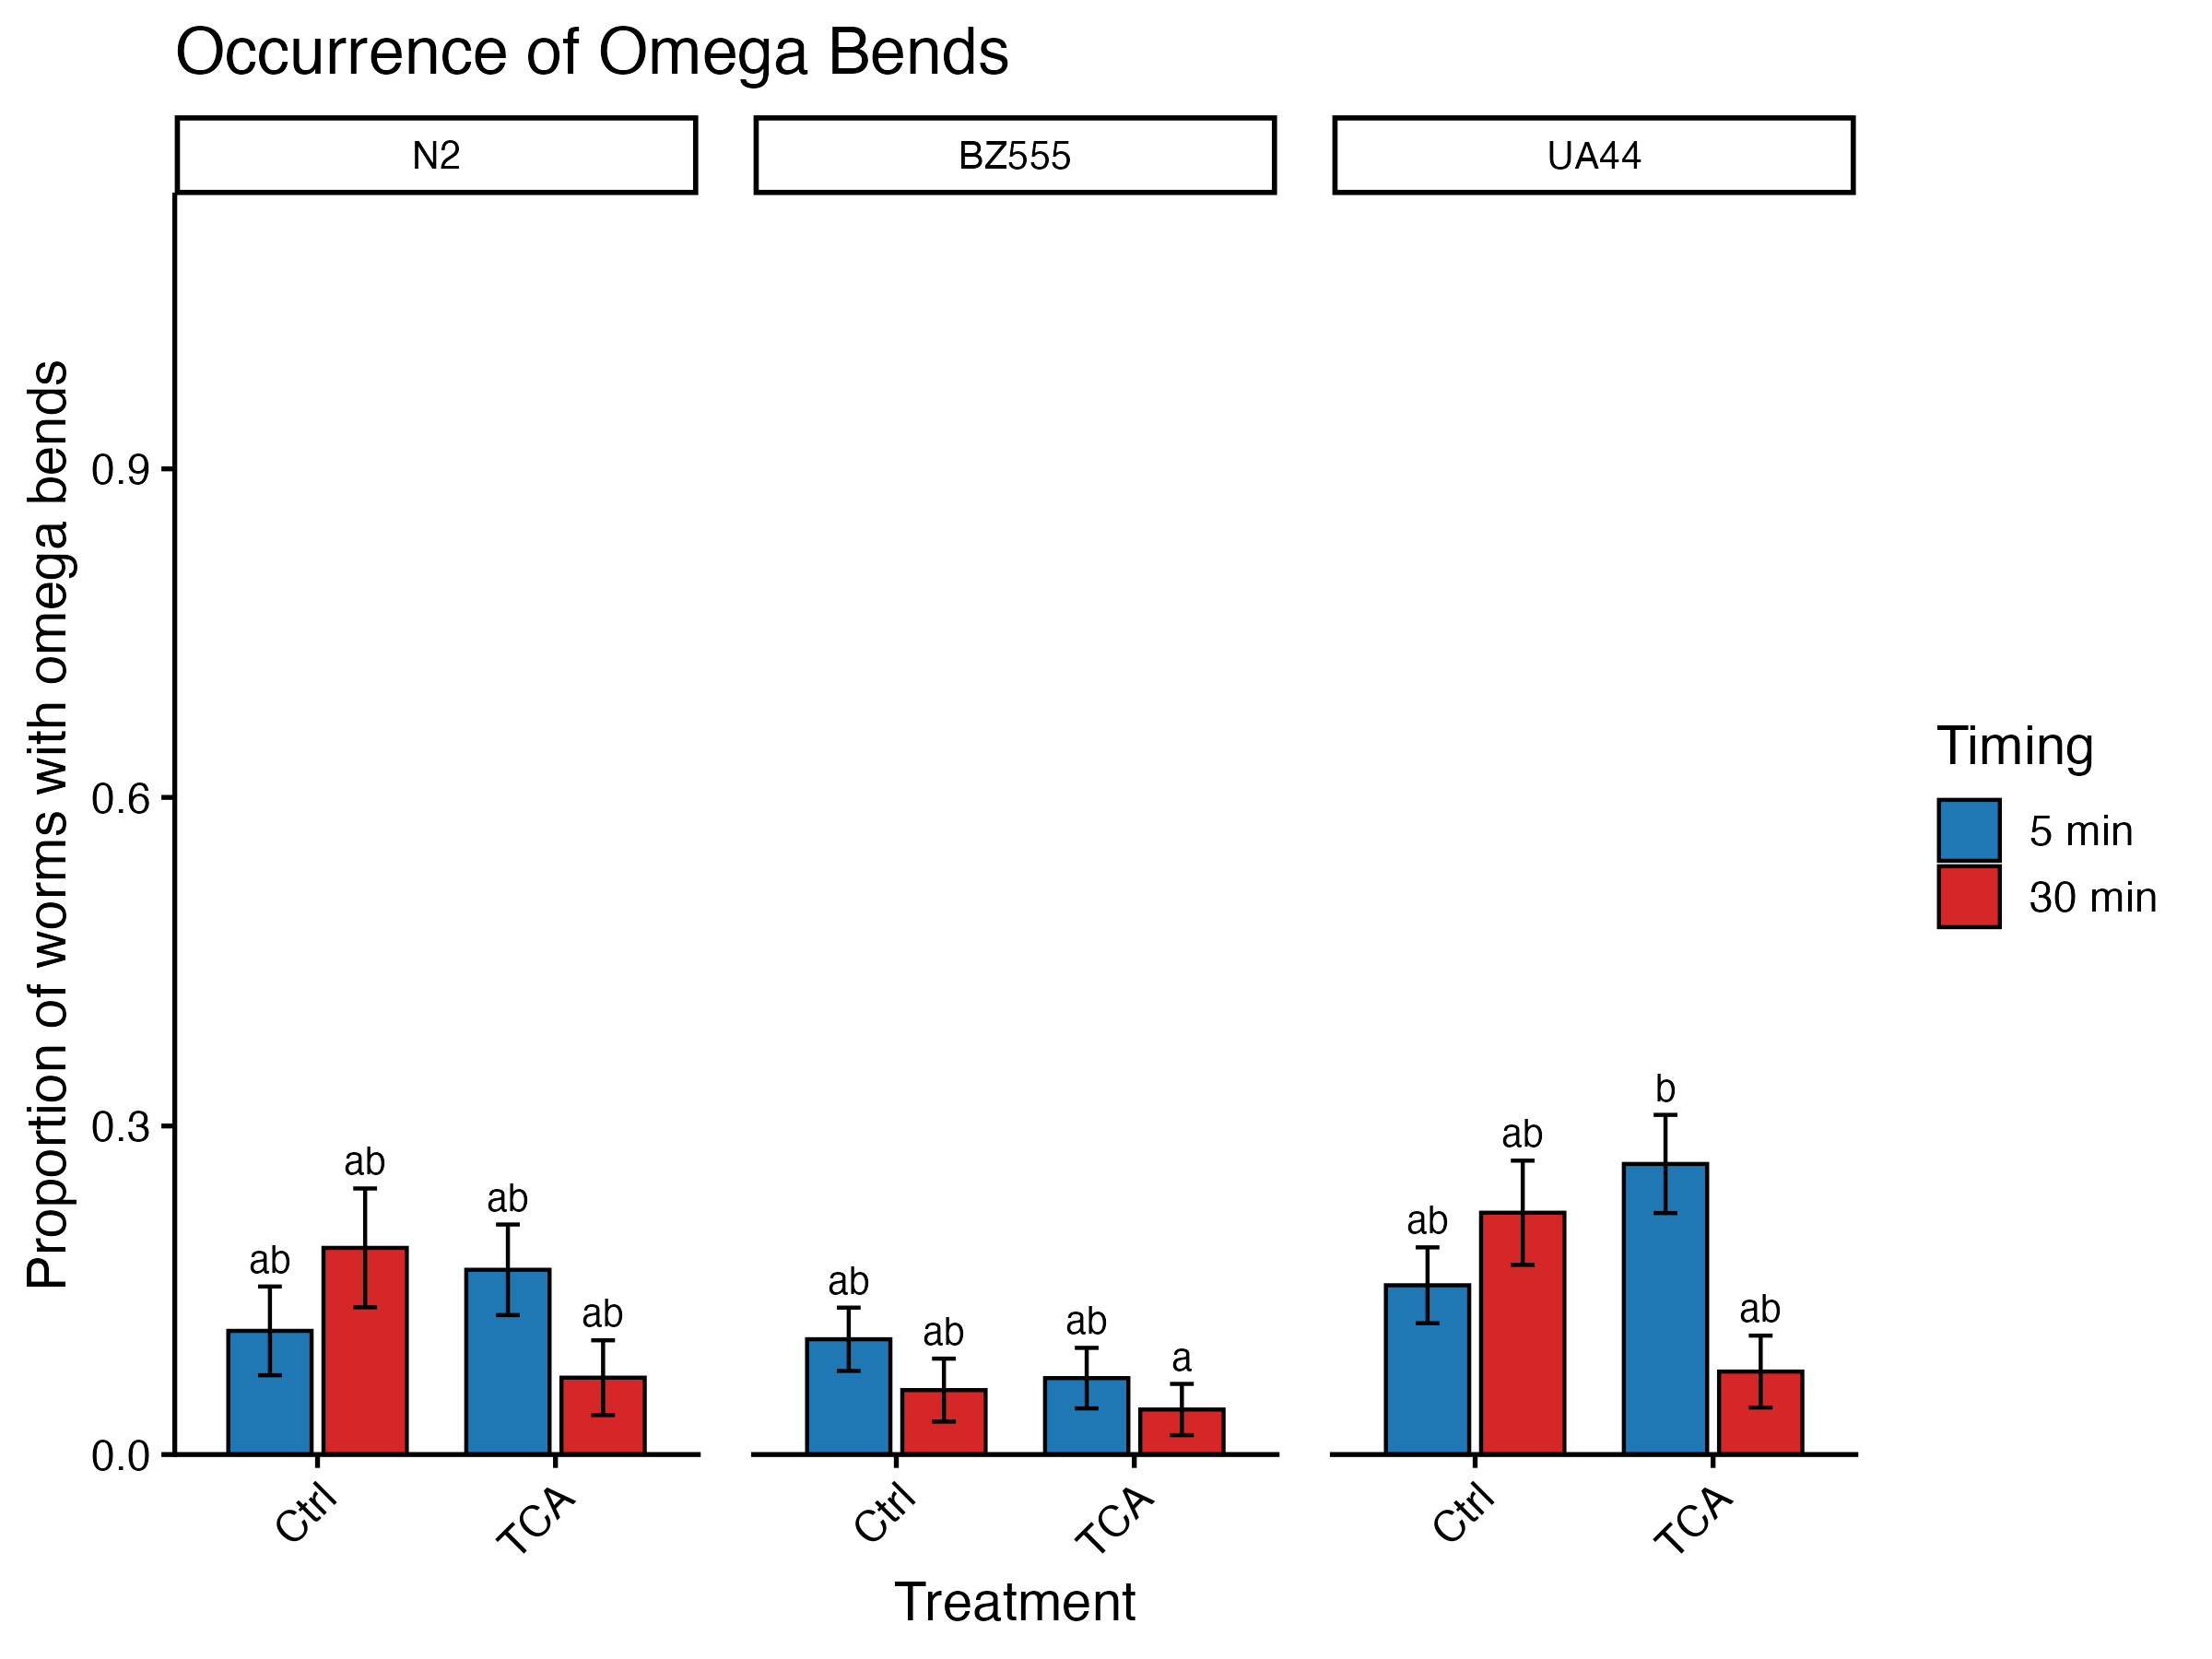 Occurrence of Omega Bends
N2
BZ555
UA44
Proportion of worms with omega bends
0.9
0.6
0.3
0.0
ab
ab
ab
ab
ab
ab
ab
a
ab
ab
b
ab
Ctrl
TCA
Ctrl
TCA
Ctrl
TCA
Treatment
Timing
5 min
30 min